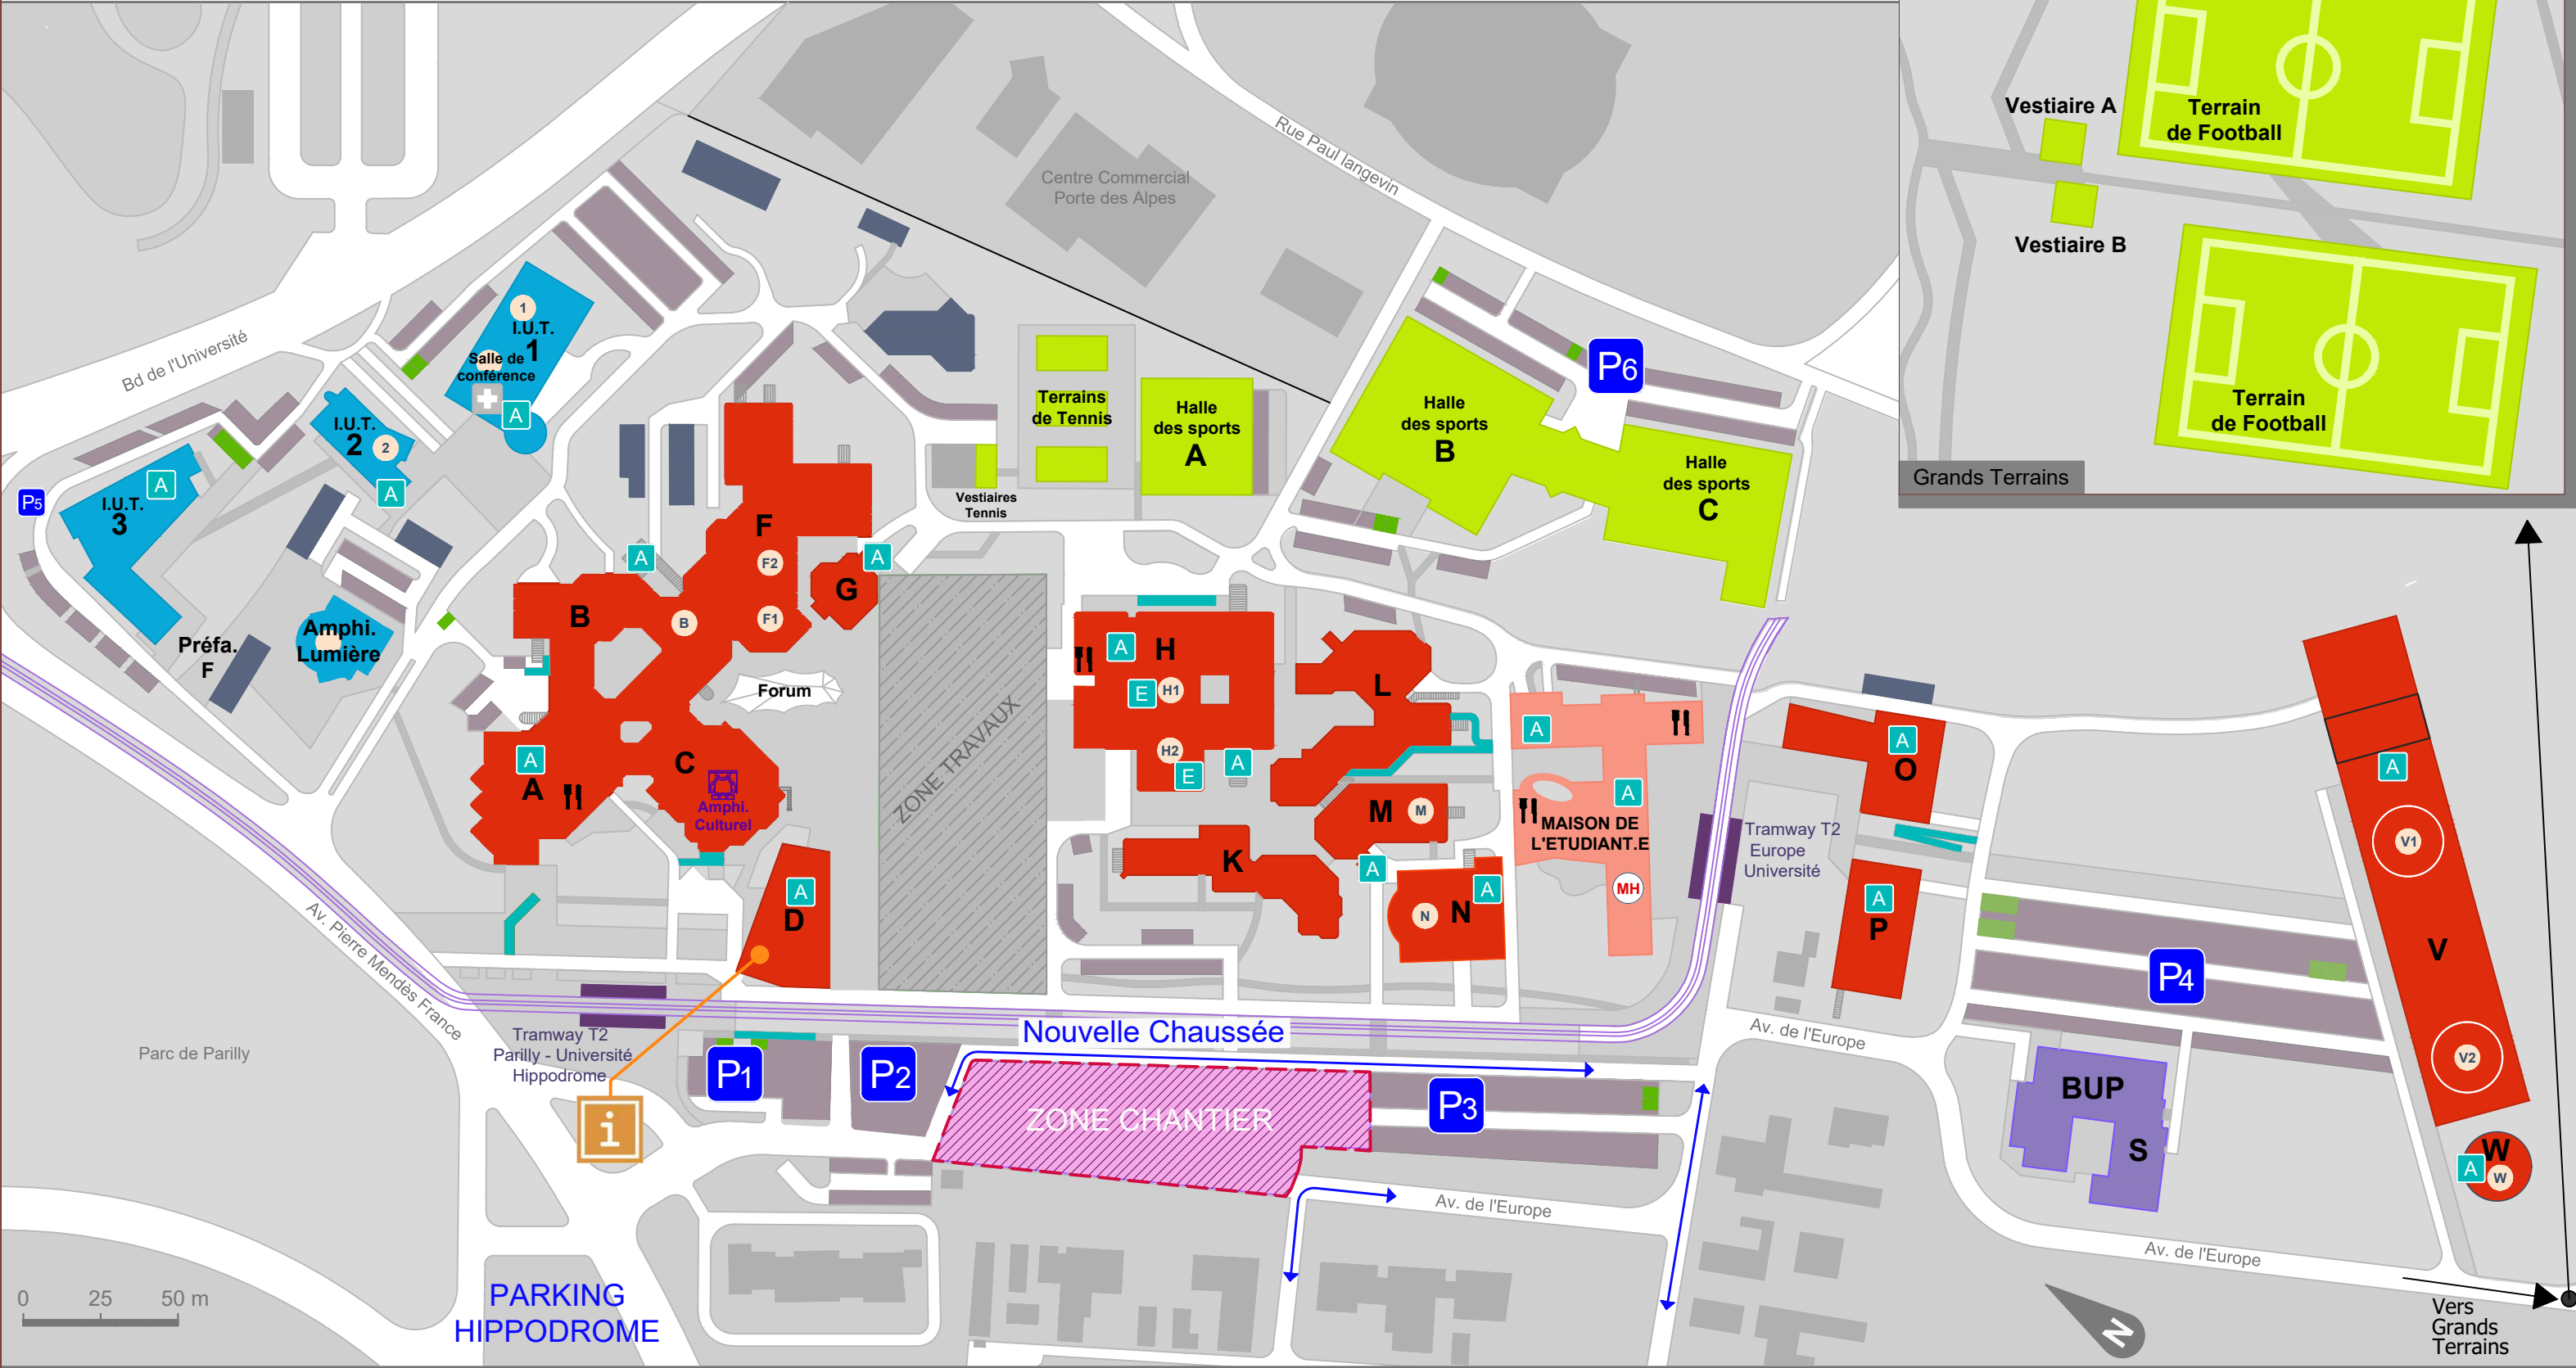 Rue Paul langevin
Centre Commercial
Porte des Alpes
Vestiaire A
Vestiaire B
Terrain
de Football
Terrain
de Football
Grands Terrains
Bd de l'Université
1
I.U.T.
1
Salle de
conférence
A
I.U.T.
2
2
A
I.U.T.
3
A
P5
Préfa.
F
Amphi.
Lumière
Terrains
de Tennis
Vestiaires
Tennis
Halle
des sports
A
Halle
des sports
B
Halle
des sports
C
P6
F
F2
F1
A
G
A
B
B
Forum
A
A
C
Amphi.
Culturel
D
A
ZONE TRAVAUX
A
H
E
H1
H2
E
A
L
M
M
K
A
N
N
A
A
A
MAISON DE
L'ETUDIANT.E
MH
Tramway T2
Europe
Université
A
O
A
P
A
V1
V
V2
W
A
W
P4
BUP
S
Av. de l'Europe
Av. de l'Europe
Av. de l'Europe
Av. Pierre Mendès France
Parc de Parilly
Tramway T2
Parilly - Université
Hippodrome
i
P1
P2
Nouvelle Chaussée
ZONE CHANTIER
P3
PARKING
HIPPODROME
0 25 50 m
N
Vers
Grands
Terrains